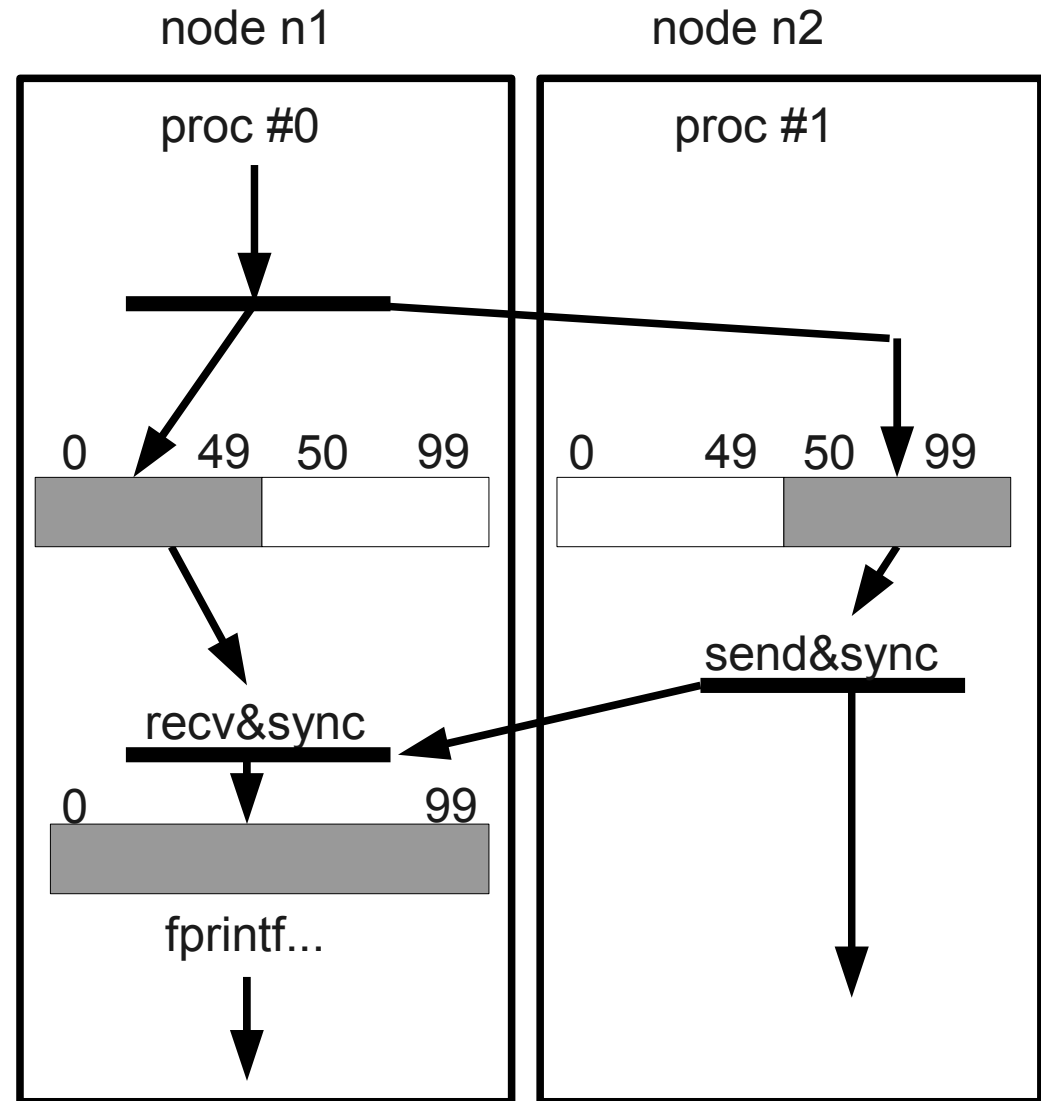 node n1
node n2
proc #0
proc #1
0 49 50 99
0 49 50 99
send&sync
recv&sync
0 99
fprintf...